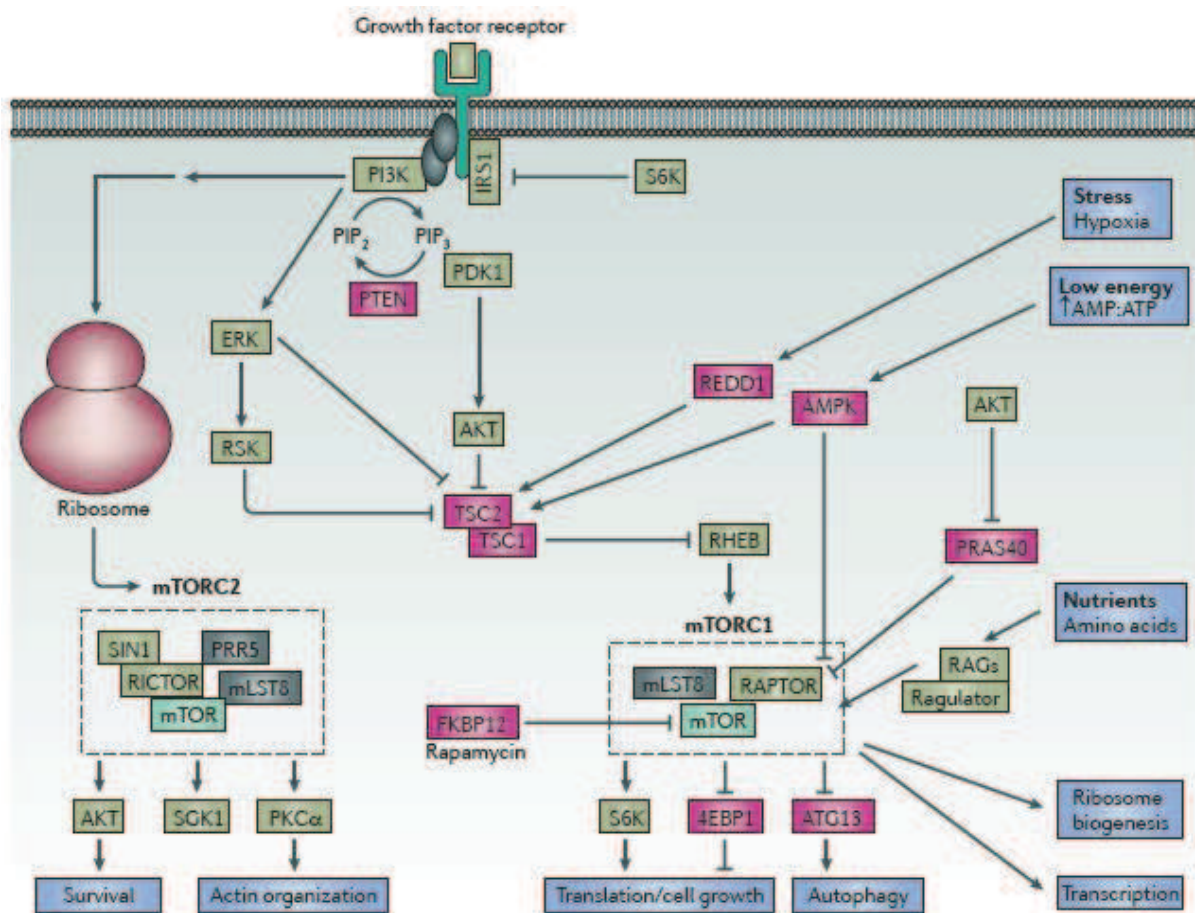 Growth factor receptor
PI3K
IRS1
S6K
Stress
Hypoxia
PIP2
PIP3
PDK1
PTEN
Low energy
↑AMP:ATP
ERK
REDD1
AMPK
AKT
AKT
RSK
Ribosome
TSC2
TSC1
RHEB
PRAS40
mTORC2
mTORC1
Nutrients
Amino acids
SIN1
PRR5
RICTOR
mLST8
mTOR
mLST8
RAPTOR
mTOR
RAGs
Ragulator
FKBP12
Rapamycin
AKT
SGK1
PKCα
S6K
4EBP1
ATG13
Ribosome
biogenesis
Survival
Actin organization
Translation/cell growth
Autophagy
Transcription